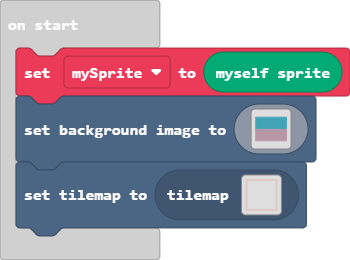 on start
set mySprite to myself sprite
set background image to
set tilemap to tilemap